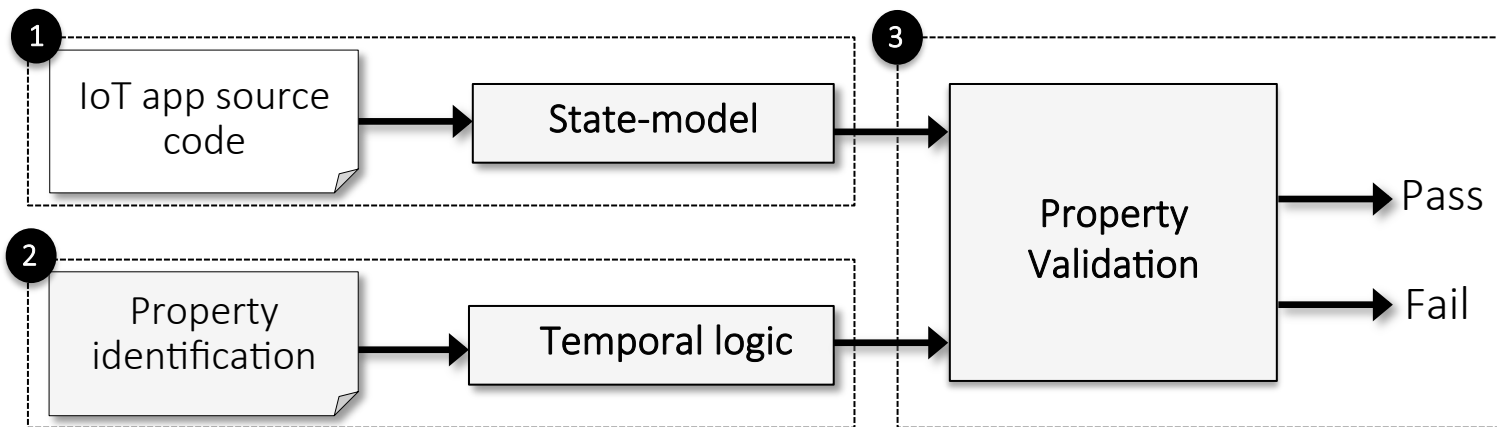 1
IoT app source
code
State-model
2
Property
identification
Temporal logic
3
Property
Validation
Pass
Fail